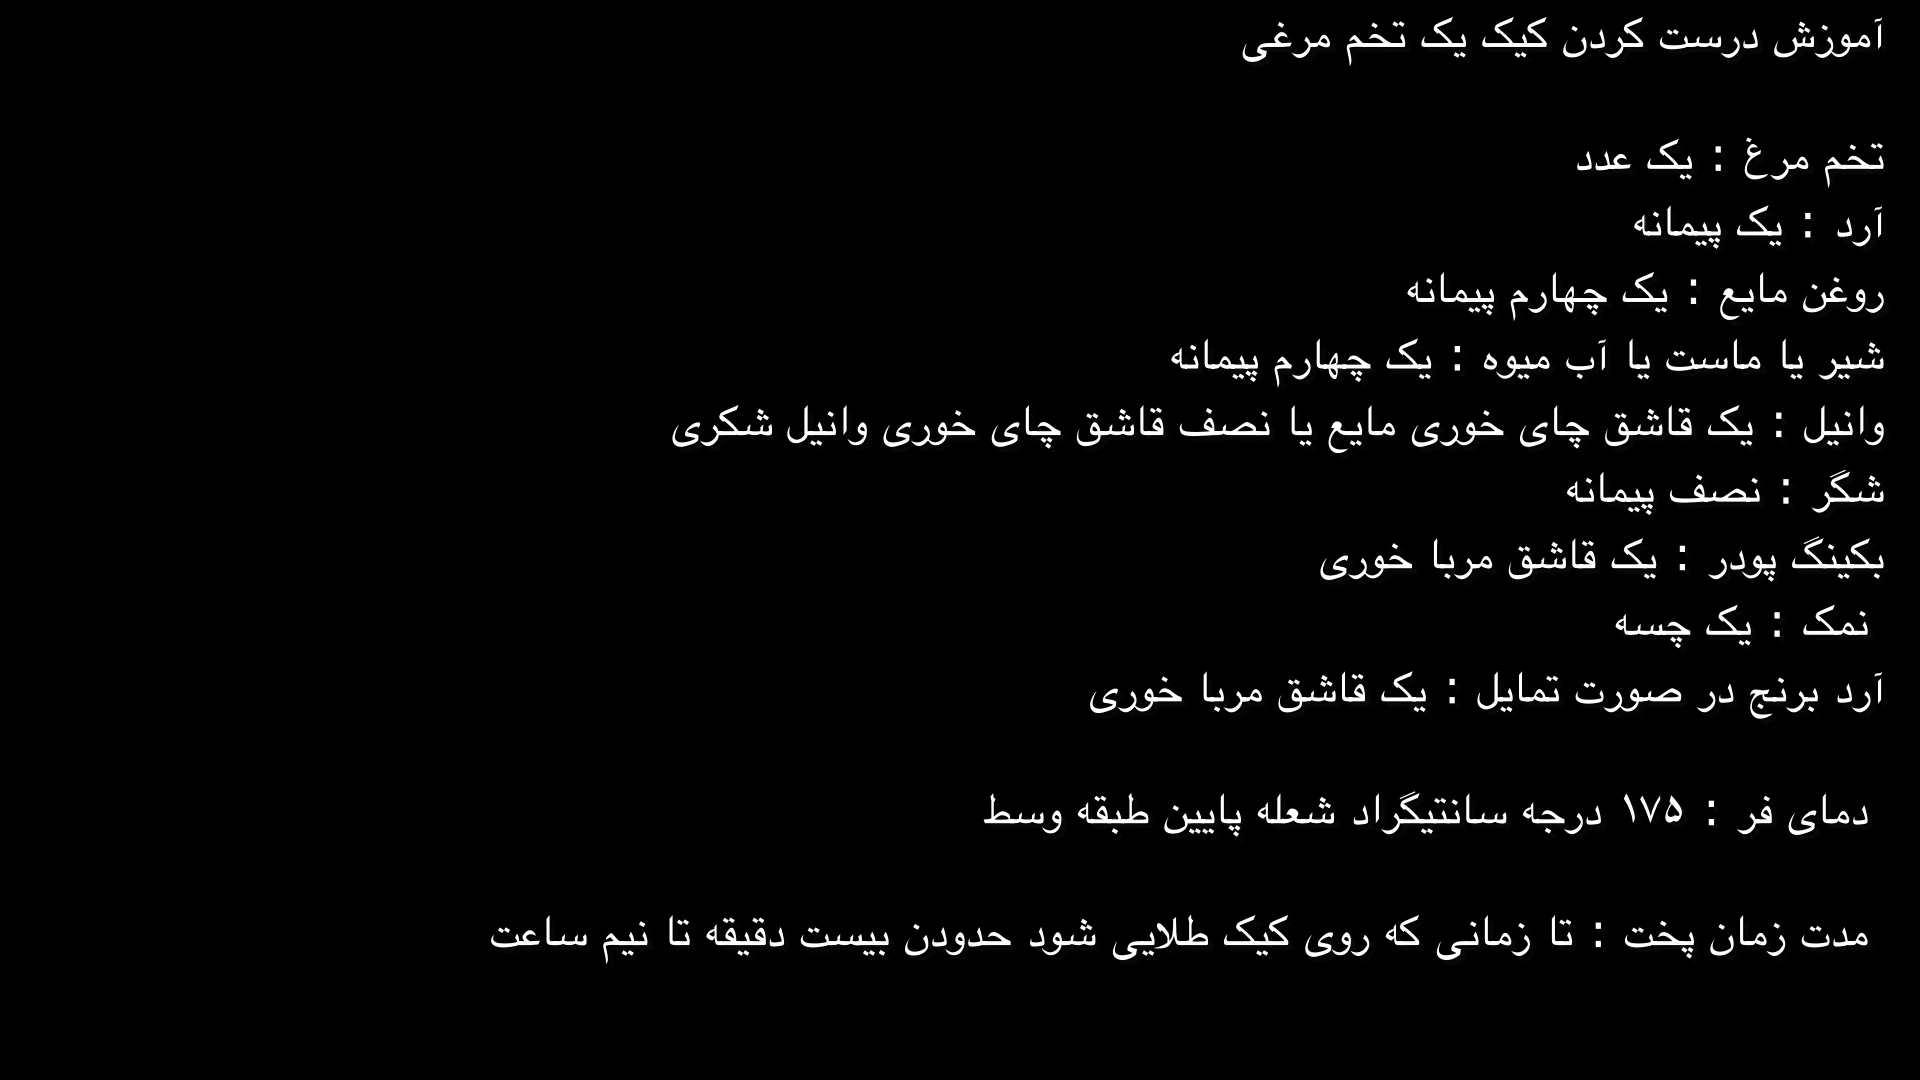 آموزش درست کردن کیک یک تخم مرغی
تخم مرغ : یک عدد
آرد : یک پیمانه
روغن مایع : یک چهارم پیمانه
شیر یا ماست یا آب میوه : یک چهارم پیمانه
وانیل : یک قاشق چای خوری مایع یا نصف قاشق چای خوری وانیل شکری
شگر : نصف پیمانه
بکینگ پودر : یک قاشق مربا خوری
نمک : یک چسه
آرد برنج در صورت تمایل : یک قاشق مربا خوری
دمای فر : ۱۷۵ درجه سانتیگراد شعله پایین طبقه وسط
مدت زمان پخت : تا زمانی که روی کیک طلایی شود حدودن بیست دقیقه تا نیم ساعت